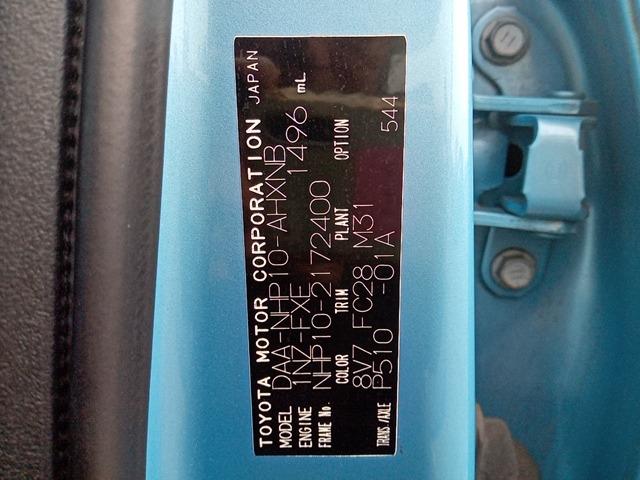 TOYOTA MOTOR CORPORATION JAPAN
MODEL DAA-NHP10-AHXNB
ENGINE 1NZ-FXE 1496 mL
FRAME No. NHP10-2172400
COLOR TRIM PLANT OPTION
8V7 FC28 M31 544
TRANS./AXLE P510 -01A